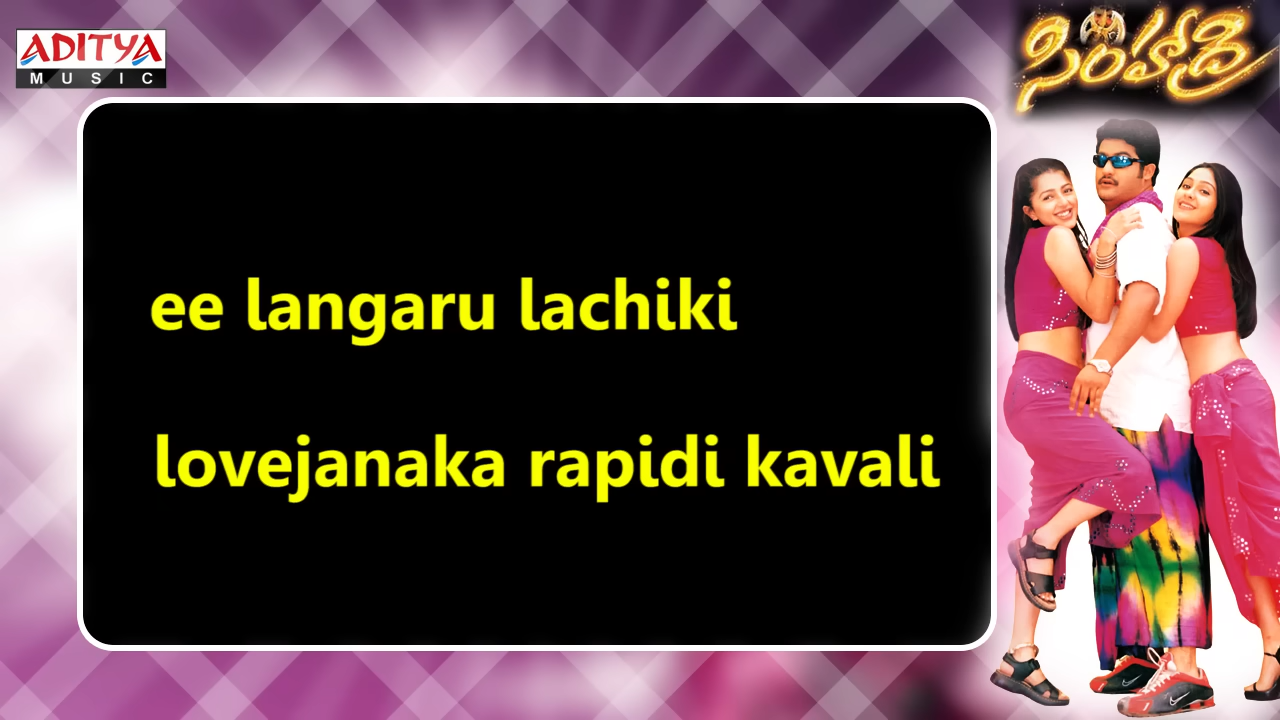 ADITYA
MUSIC
సింహాద్రి
ee langaru lachiki
lovejanaka rapidi kavali